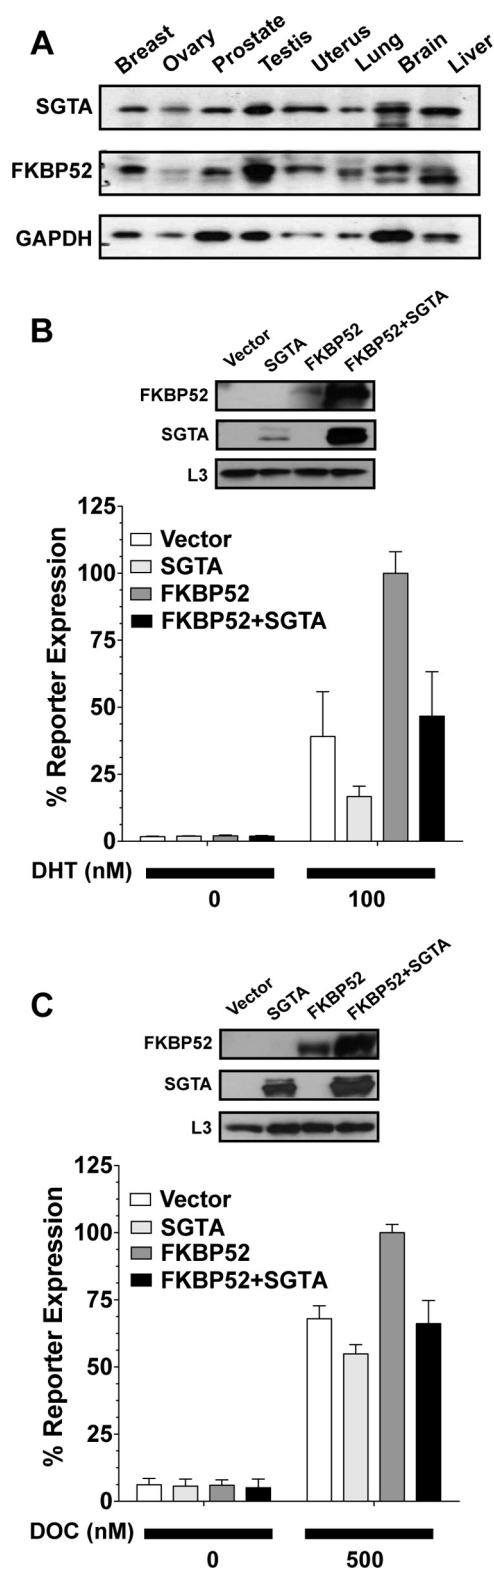 A
Breast Ovary Prostate Testis Uterus Lung Brain Liver
SGTA
FKBP52
GAPDH
B
Vector SGTA FKBP52 FKBP52+SGTA
FKBP52
SGTA
L3
% Reporter Expression
125
100
75
50
25
0
Vector
SGTA
FKBP52
FKBP52+SGTA
DHT (nM)
0 100
C
Vector SGTA FKBP52 FKBP52+SGTA
FKBP52
SGTA
L3
% Reporter Expression
125
100
75
50
25
0
Vector
SGTA
FKBP52
FKBP52+SGTA
DOC (nM)
0 500